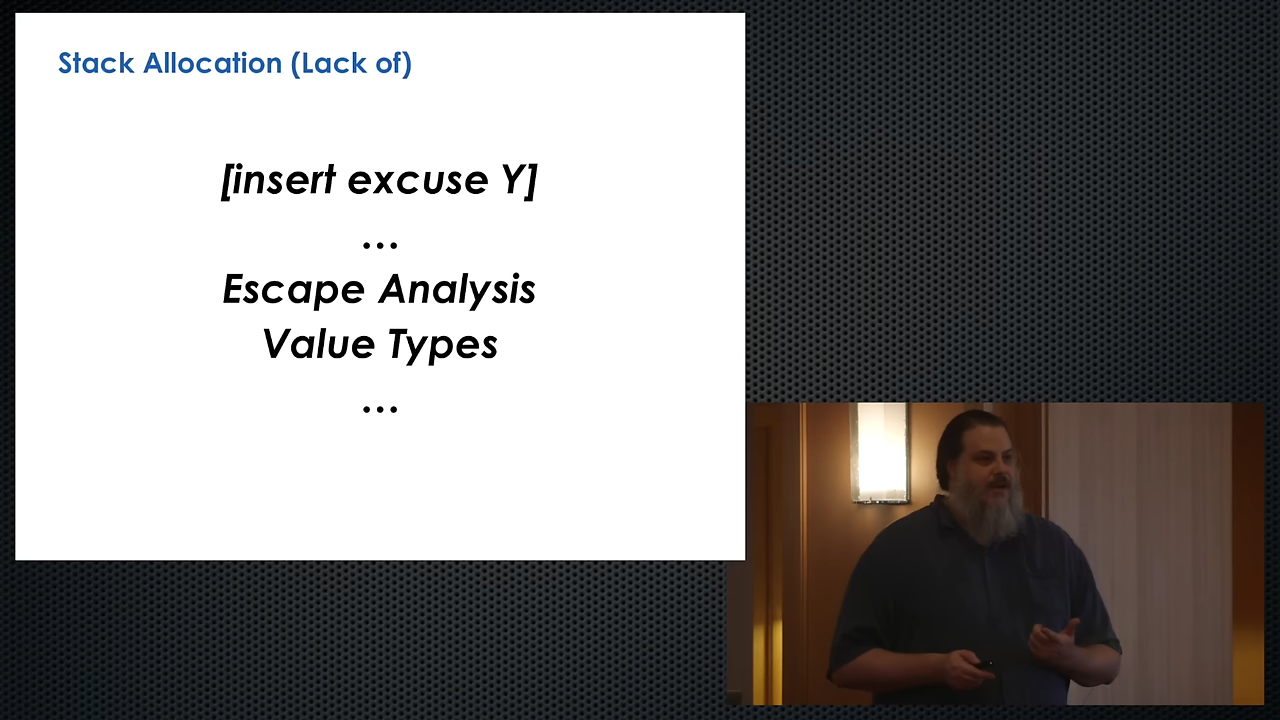 Stack Allocation (Lack of)
[insert excuse Y]
...
Escape Analysis
Value Types
...